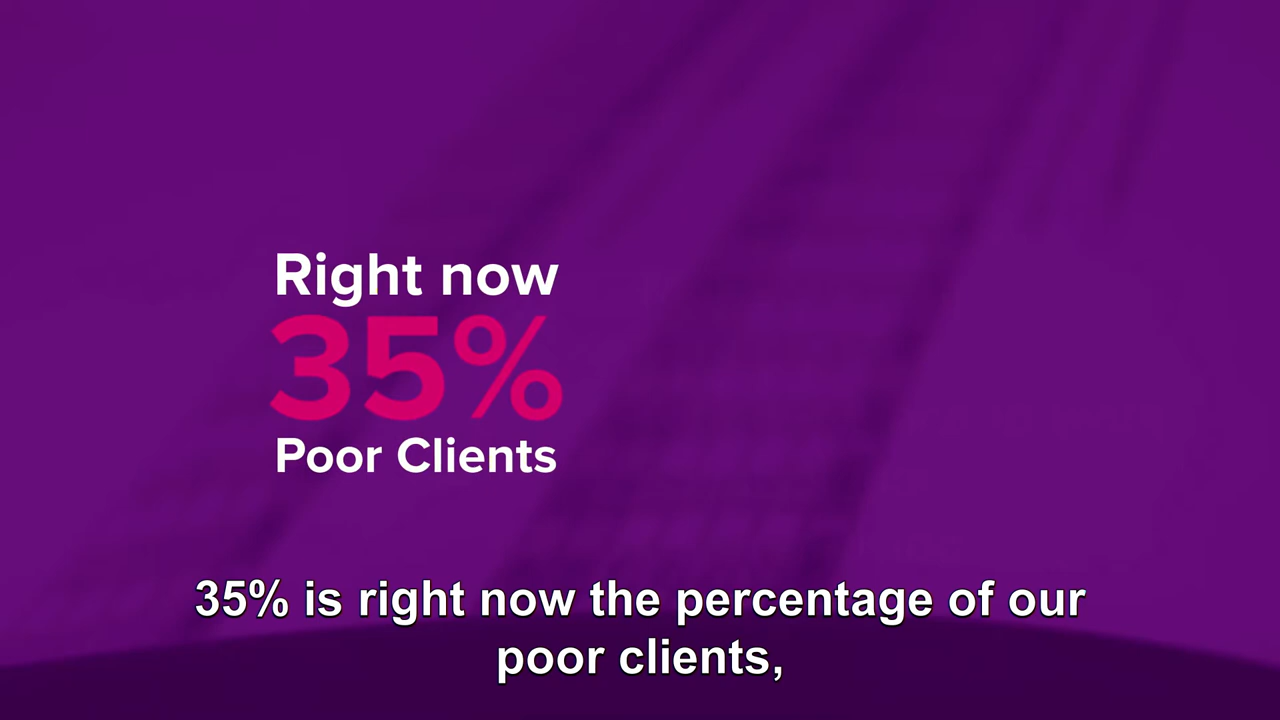 Right now
35%
Poor Clients
35% is right now the percentage of our
poor clients,